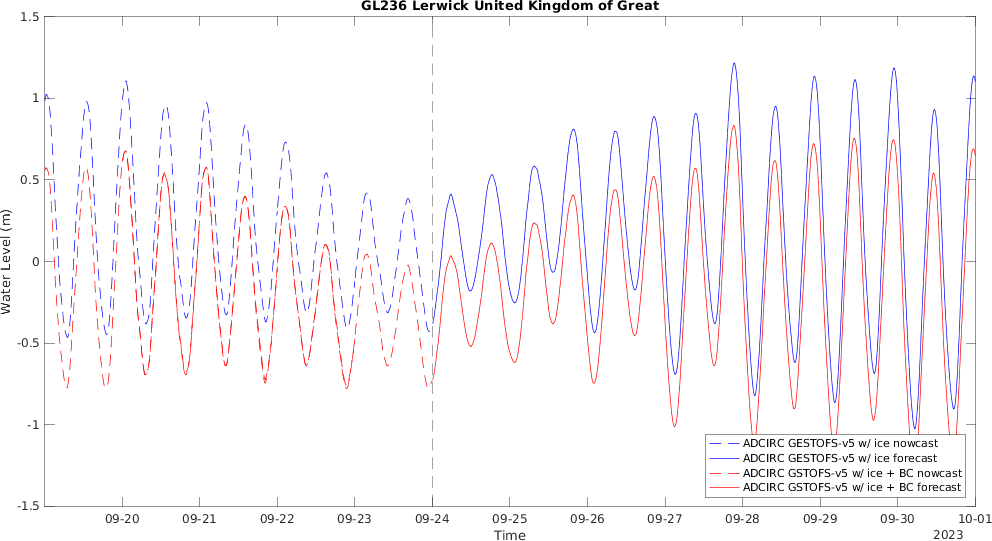 GL236 Lerwick United Kingdom of Great
1.5
1
0.5
0
-0.5
-1
-1.5
Water Level (m)
ADCIRC GESTOFS-v5 w/ ice nowcast
ADCIRC GESTOFS-v5 w/ ice forecast
ADCIRC GSTOFS-v5 w/ ice + BC nowcast
ADCIRC GSTOFS-v5 w/ ice + BC forecast
09-20 09-21 09-22 09-23 09-24 09-25 09-26 09-27 09-28 09-29 09-30 10-01
Time
2023